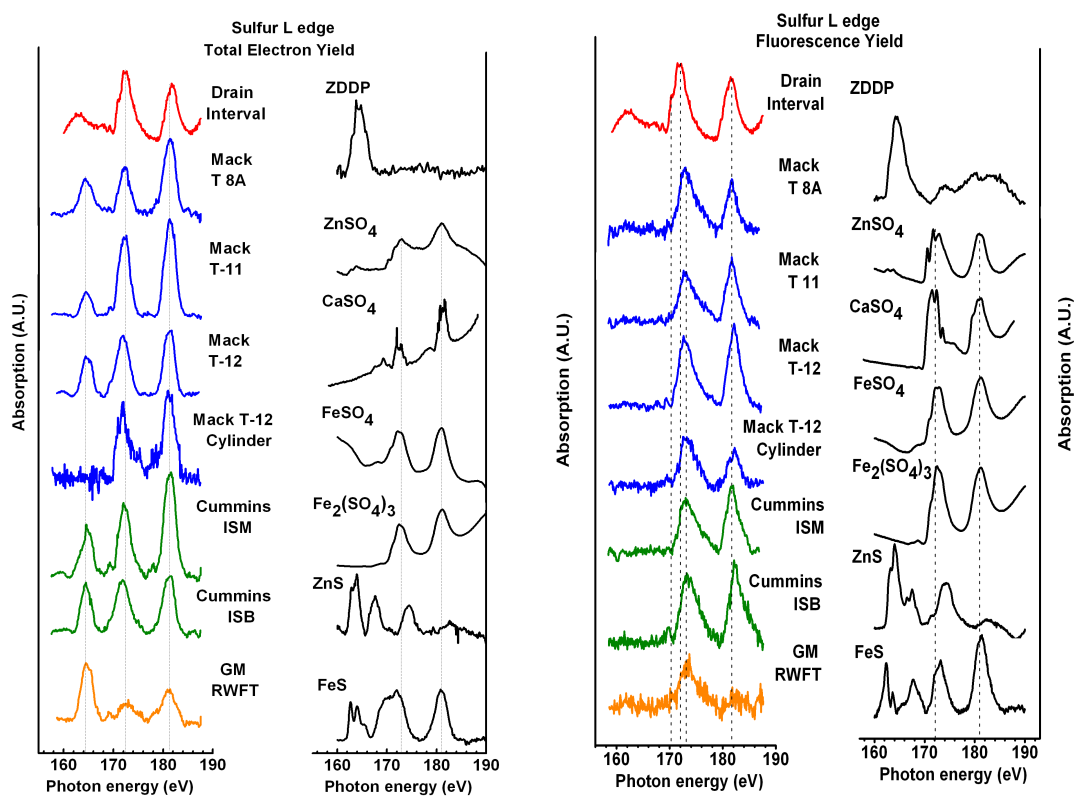 Sulfur L edge
Total Electron Yield
Drain
Interval
Mack
T 8A
Mack
T-11
Mack
T-12
Mack T-12
Cylinder
Cummins
ISM
Cummins
ISB
GM
RWFT
Absorption (A.U.)
160 170 180 190
Photon energy (eV)
ZDDP
ZnSO4
CaSO4
FeSO4
Fe2(SO4)3
ZnS
FeS
160 170 180 190
Photon energy (eV)
Sulfur L edge
Fluorescence Yield
Drain
Interval
Mack
T 8A
Mack
T 11
Mack
T-12
Mack T-12
Cylinder
Cummins
ISM
Cummins
ISB
GM
RWFT
Absorption (A.U.)
160 170 180 190
Photon energy (eV)
ZDDP
ZnSO4
CaSO4
FeSO4
Fe2(SO4)3
ZnS
FeS
160 170 180 190
Photon energy (eV)
Absorption (A.U.)